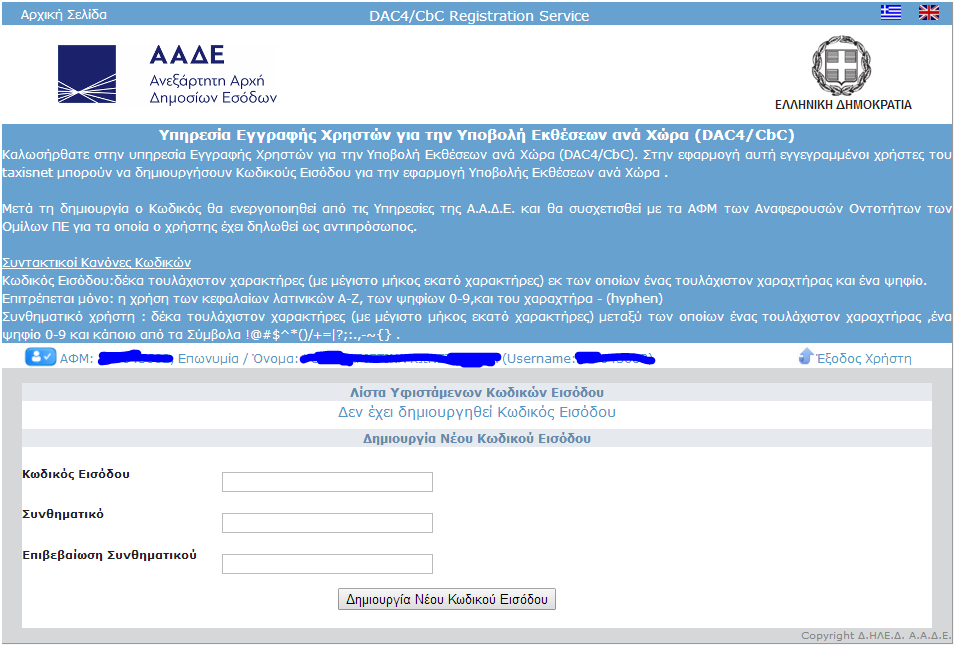 Αρχική Σελίδα DAC4/CbC Registration Service
ΑΑΔΕ
Ανεξάρτητη Αρχή
Δημοσίων Εσόδων
ΕΛΛΗΝΙΚΗ ΔΗΜΟΚΡΑΤΙΑ
Υπηρεσία Εγγραφής Χρηστών για την Υποβολή Εκθέσεων ανά Χώρα (DAC4/CbC)
Καλωσήρθατε στην υπηρεσία Εγγραφής Χρηστών για την Υποβολή Εκθέσεων ανά Χώρα (DAC4/CbC). Στην εφαρμογή αυτή εγγεγραμμένοι χρήστες του
taxisnet μπορούν να δημιουργήσουν Κωδικούς Εισόδου για την εφαρμογή Υποβολής Εκθέσεων ανά Χώρα .
Μετά τη δημιουργία ο Κωδικός θα ενεργοποιηθεί από τις Υπηρεσίες της Α.Α.Δ.Ε. και θα συσχετισθεί με τα ΑΦΜ των Αναφερουσών Οντοτήτων των
Ομίλων ΠΕ για τα οποία ο χρήστης έχει δηλωθεί ως αντιπρόσωπος.
Συντακτικοί Κανόνες Κωδικών
Κωδικός Εισόδου:δέκα τουλάχιστον χαρακτήρες (με μέγιστο μήκος εκατό χαρακτήρες) εκ των οποίων ένας τουλάχιστον χαραχτήρας και ένα ψηφίο.
Επιτρέπεται μόνο: η χρήση των κεφαλαίων λατινικών A-Z, των ψηφίων 0-9,και του χαραχτήρα - (hyphen)
Συνθηματικό χρήστη : δέκα τουλάχιστον χαρακτήρες (με μέγιστο μήκος εκατό χαρακτήρες) μεταξύ των οποίων ένας τουλάχιστον χαραχτήρας ,ένα
ψηφίο 0-9 και κάποιο από τα Σύμβολα !@#$^*()/+=|?;:.,-~{} .
ΑΦΜ: Επωνυμία / Όνομα: (Username: ) Έξοδος Χρήστη
Λίστα Υφιστάμενων Κωδικών Εισόδου
Δεν έχει δημιουργηθεί Κωδικός Εισόδου
Δημιουργία Νέου Κωδικού Εισόδου
Κωδικός Εισόδου
Συνθηματικό
Επιβεβαίωση Συνθηματικού
Δημιουργία Νέου Κωδικού Εισόδου
Copyright Δ.ΗΛΕ.Δ. Α.Α.Δ.Ε.